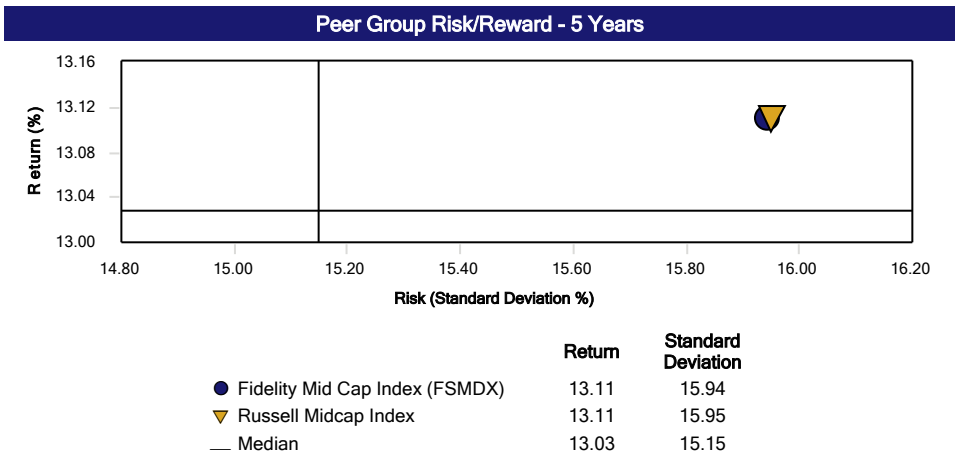 Peer Group Risk/Reward - 5 Years
13.16
13.12
13.08
13.04
13.00
R eturn (%)
14.80 15.00 15.20 15.40 15.60 15.80 16.00 16.20
Risk (Standard Deviation %)
Return Standard Deviation
Fidelity Mid Cap Index (FSMDX) 13.11 15.94
Russell Midcap Index 13.11 15.95
Median 13.03 15.15